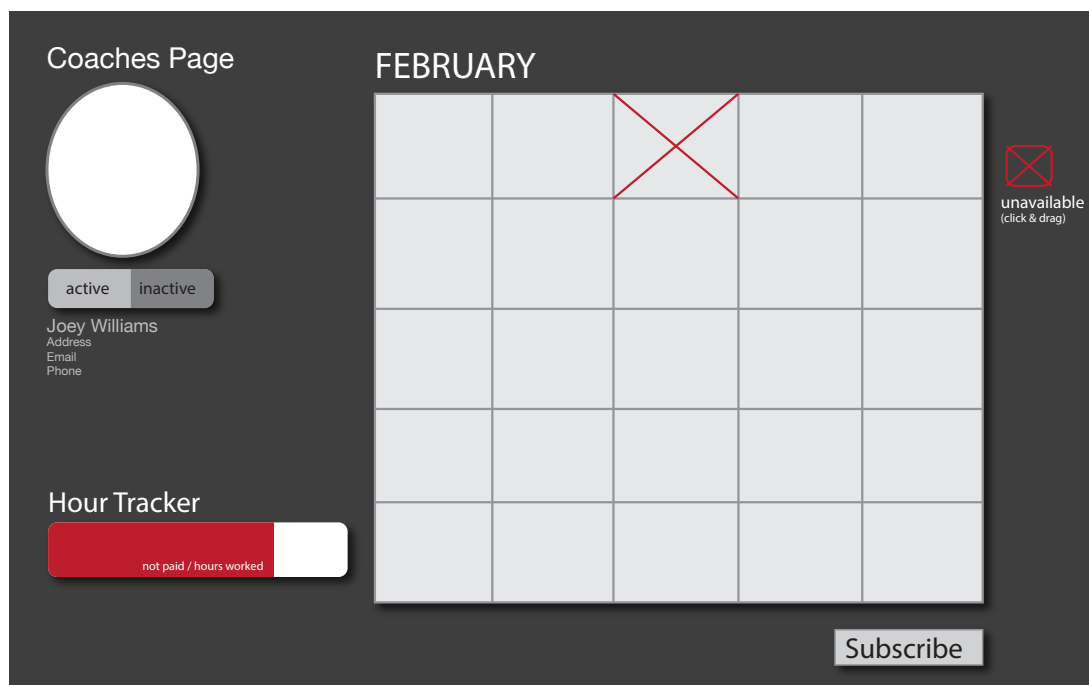 Coaches Page
active inactive
Joey Williams
Address
Email
Phone
Hour Tracker
not paid / hours worked
FEBRUARY
unavailable
(click & drag)
Subscribe